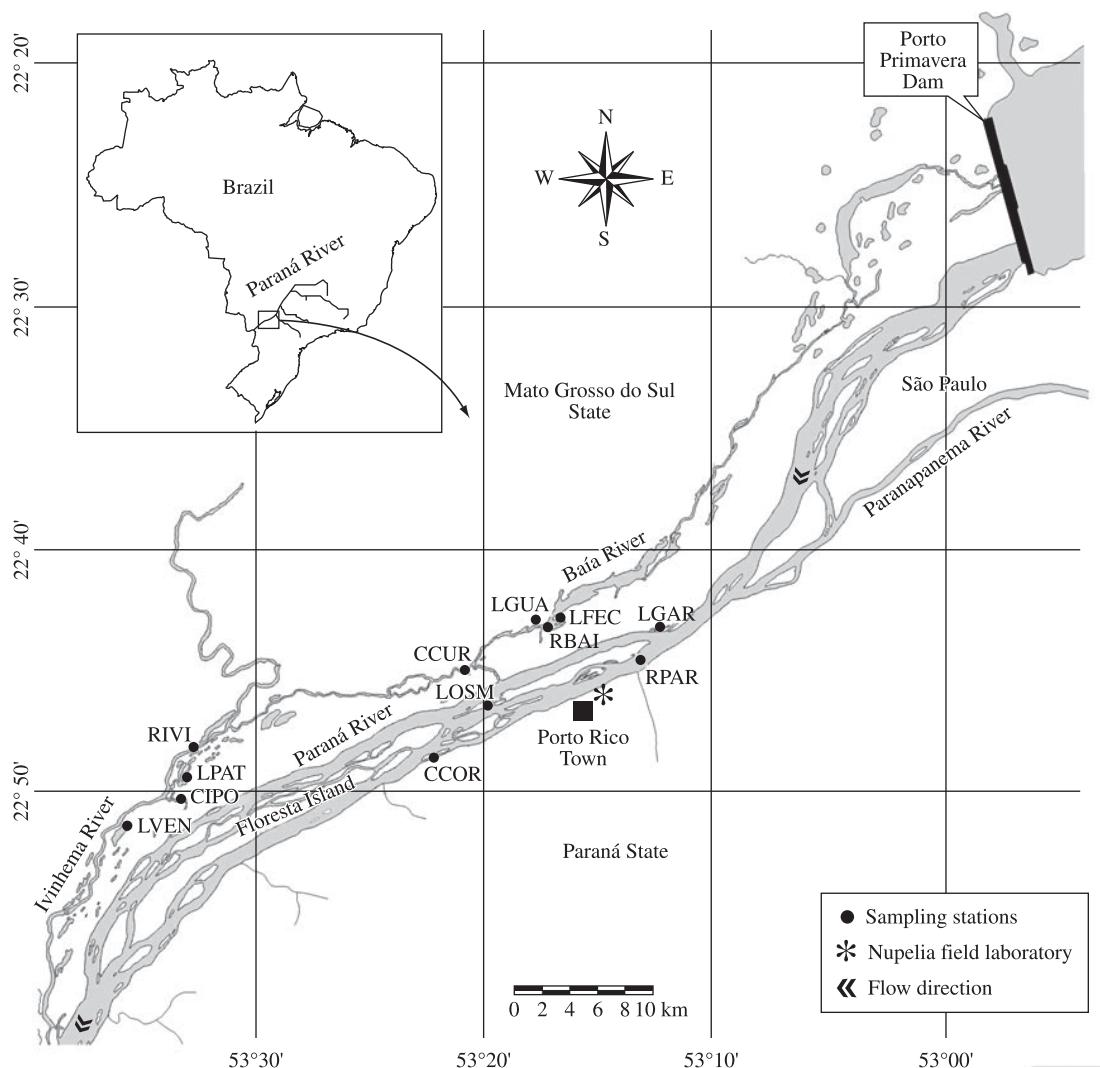 22° 20'
22° 30'
22° 40'
22° 50'
Brazil
Paraná River
N
W
E
S
Porto
Primavera
Dam
Mato Grosso do Sul
State
São Paulo
Paranapanema River
Baía River
LGUA
LFEC
RBAI
LGAR
CCUR
LOSM
RPAR
Porto Rico
Town
Paraná River
CCOR
Floresta Island
RIVI
LPAT
CIPO
LVEN
Ivinhema River
Paraná State
Sampling stations
Nupelia field laboratory
Flow direction
0 2 4 6 8 10 km
53°30' 53°20' 53°10' 53°00'